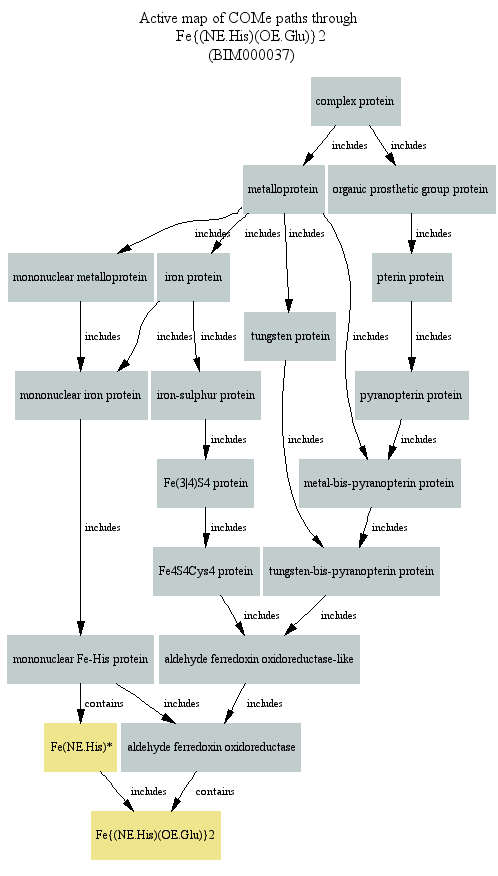 Active map of COMe paths through
Fe{(NE.His)(OE.Glu)}2
(BIM000037)
complex protein
includes
includes
metalloprotein
organic prosthetic group protein
includes
includes
includes
includes
mononuclear metalloprotein
iron protein
pterin protein
tungsten protein
includes
includes
includes
includes
includes
mononuclear iron protein
iron-sulphur protein
pyranopterin protein
includes
includes
includes
Fe(3|4)S4 protein
metal-bis-pyranopterin protein
includes
includes
includes
Fe4S4Cys4 protein
tungsten-bis-pyranopterin protein
includes
includes
mononuclear Fe-His protein
aldehyde ferredoxin oxidoreductase-like
contains
includes
includes
Fe(NE.His)*
aldehyde ferredoxin oxidoreductase
includes
contains
Fe{(NE.His)(OE.Glu)}2